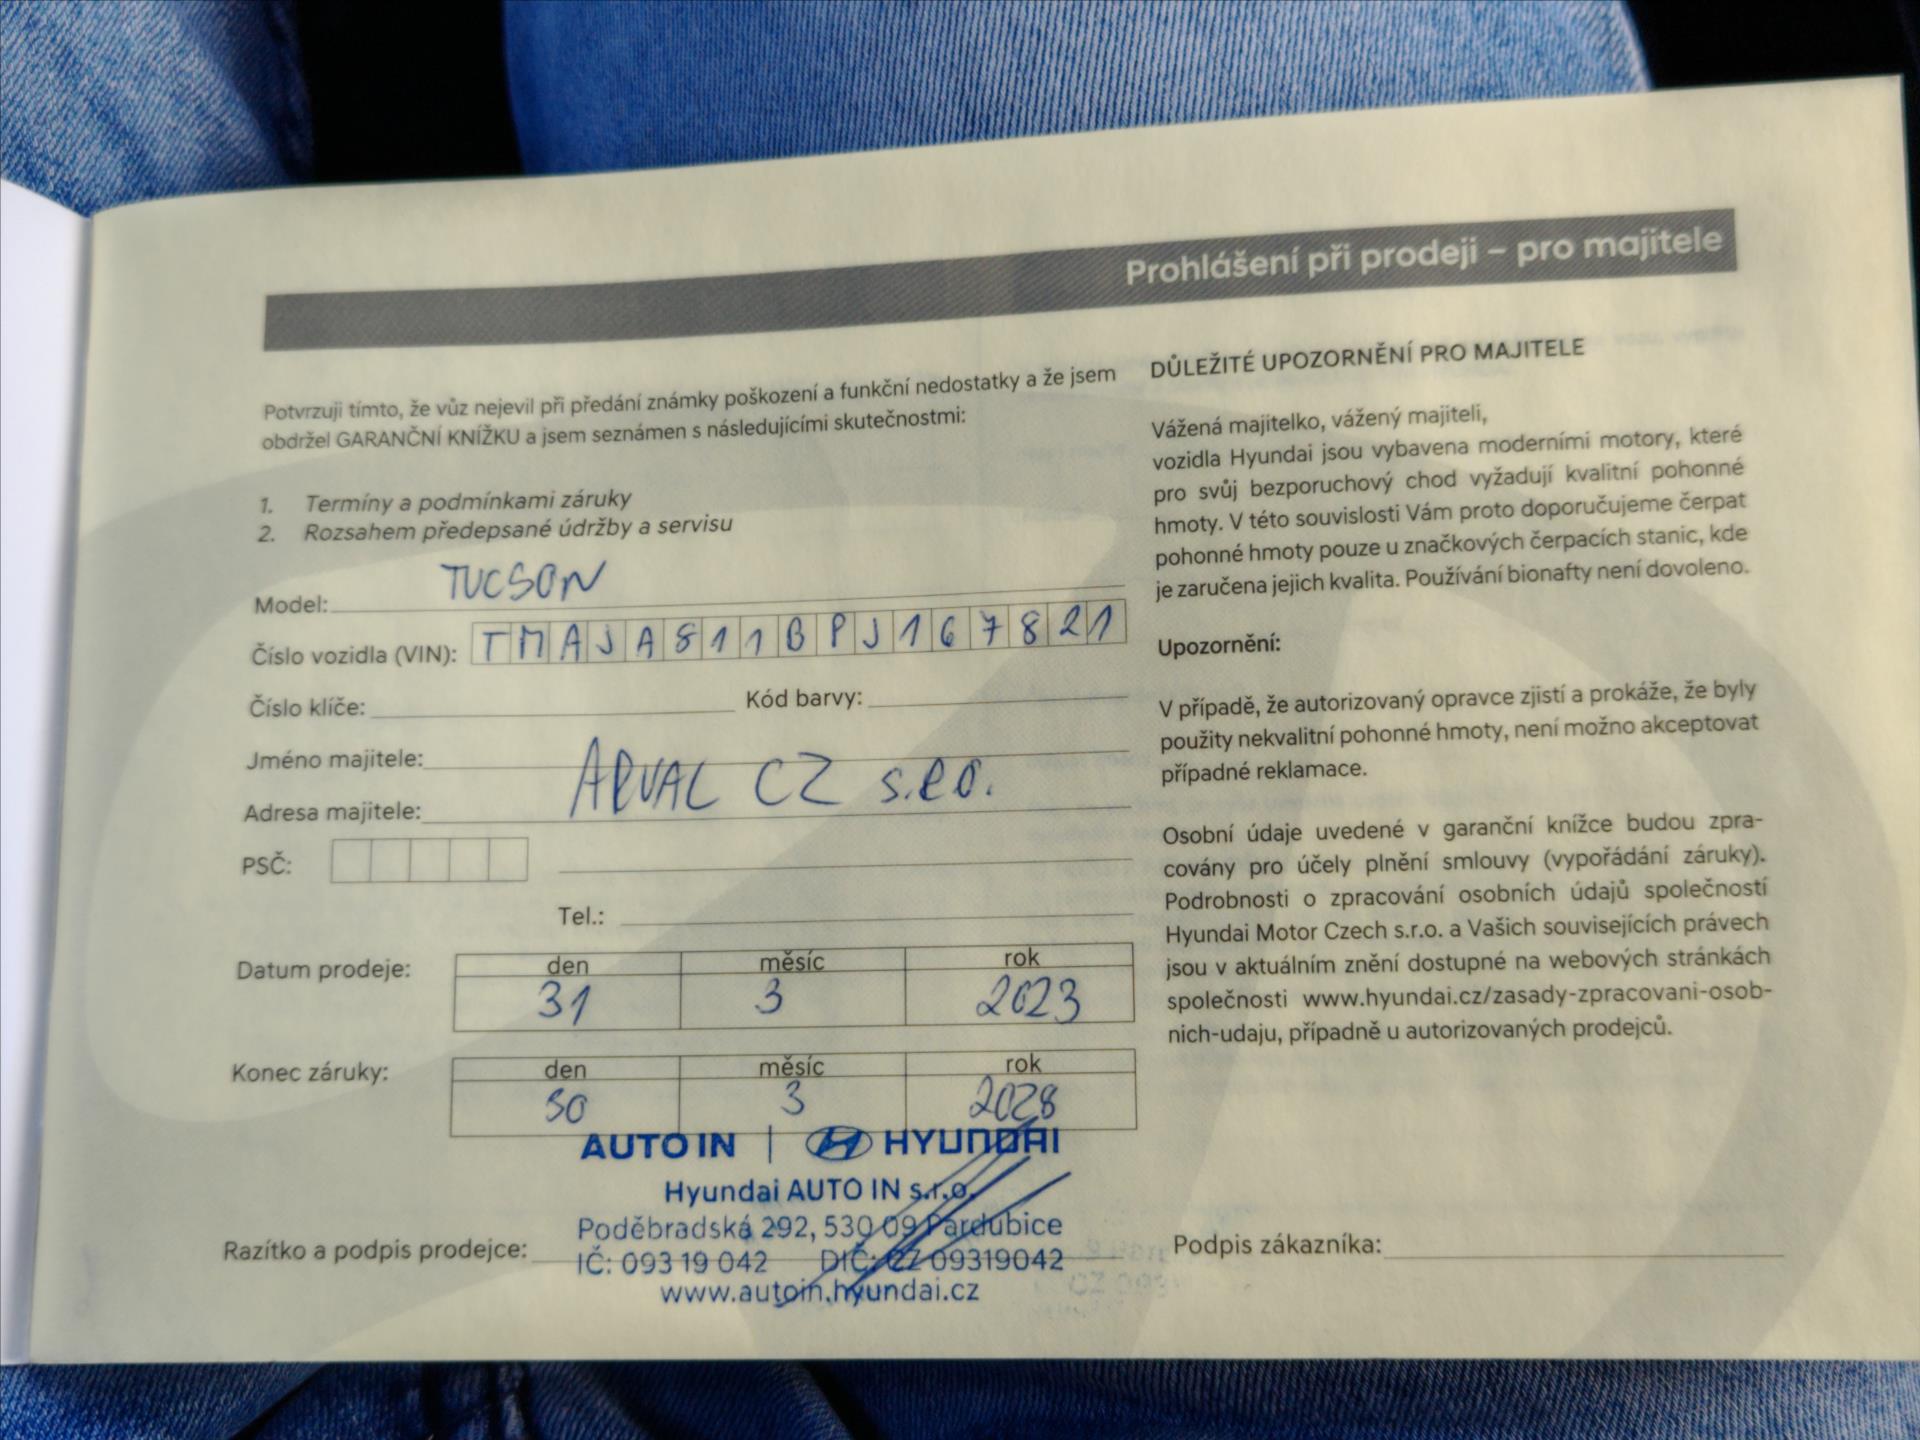 Prohlášení při prodeji – pro majitele
Potvrzuji tímto, že vůz nejevil při předání známky poškození a funkční nedostatky a že jsem
obdržel GARANČNÍ KNÍŽKU a jsem seznámen s následujícími skutečnostmi:
1. Termíny a podmínkami záruky
2. Rozsahem předepsané údržby a servisu
Model: TUCSON
Číslo vozidla (VIN): TMAJA811BPJ167821
Číslo klíče: Kód barvy:
Jméno majitele:
ARVAL CZ s.r.o.
Adresa majitele:
PSČ:
Tel.:
Datum prodeje: den měsíc rok
31 3 2023
Konec záruky: den měsíc rok
30 3 2028
AUTO IN | HYUNDAI
Hyundai AUTO IN s.r.o.
Poděbradská 292, 530 09 Pardubice
Razítko a podpis prodejce: IČ: 093 19 042 DIČ: CZ 09319042
www.autoin.hyundai.cz
DŮLEŽITÉ UPOZORNĚNÍ PRO MAJITELE
Vážená majitelko, vážený majiteli,
vozidla Hyundai jsou vybavena moderními motory, které
pro svůj bezporuchový chod vyžadují kvalitní pohonné
hmoty. V této souvislosti Vám proto doporučujeme čerpat
pohonné hmoty pouze u značkových čerpacích stanic, kde
je zaručena jejich kvalita. Používání bionafty není dovoleno.
Upozornění:
V případě, že autorizovaný opravce zjistí a prokáže, že byly
použity nekvalitní pohonné hmoty, není možno akceptovat
případné reklamace.
Osobní údaje uvedené v garanční knížce budou zpra-
covány pro účely plnění smlouvy (vypořádání záruky).
Podrobnosti o zpracování osobních údajů společností
Hyundai Motor Czech s.r.o. a Vašich souvisejících právech
jsou v aktuálním znění dostupné na webových stránkách
společnosti www.hyundai.cz/zasady-zpracovani-osob-
nich-udaju, případně u autorizovaných prodejců.
Podpis zákazníka: